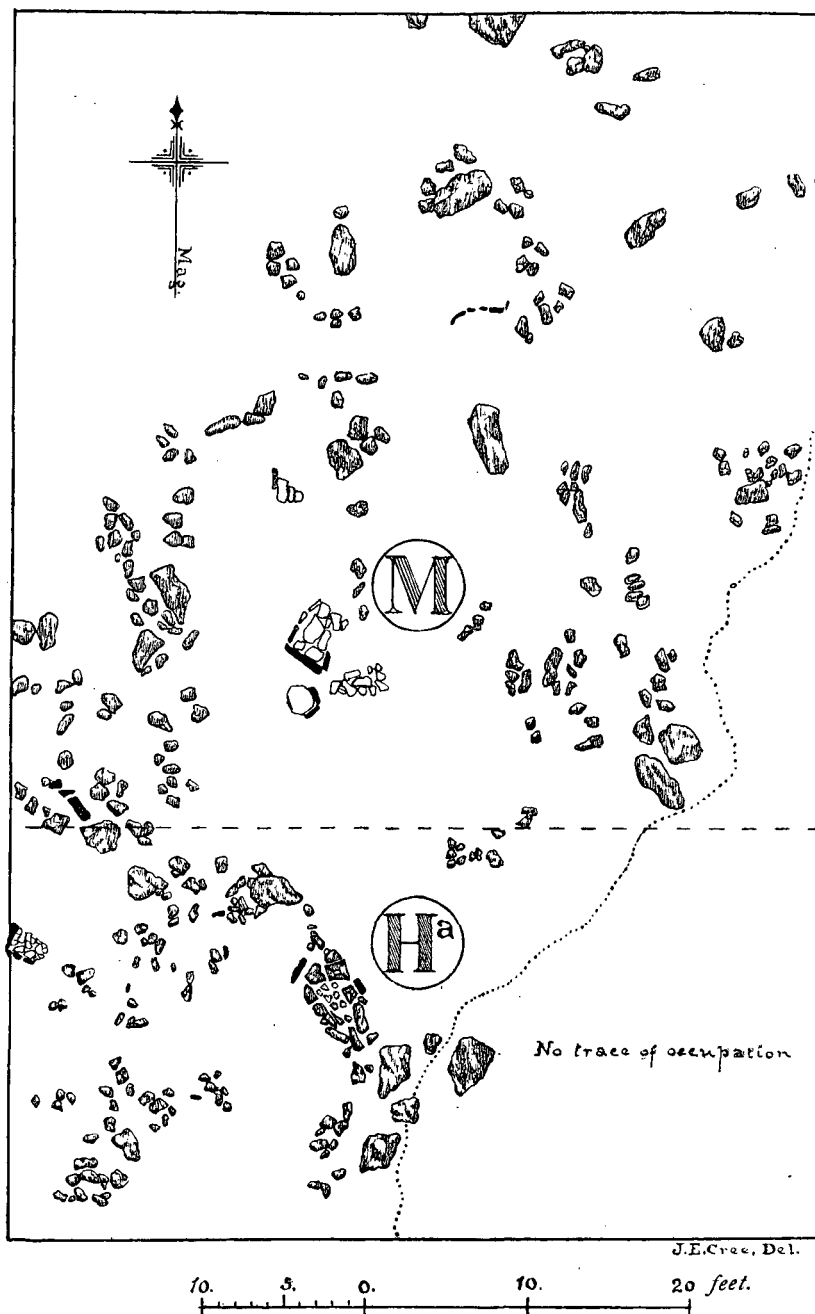 Mag.
M
Hª
No trace of occupation
J.E.Cree, Del.
10. 5. 0. 10. 20 feet.